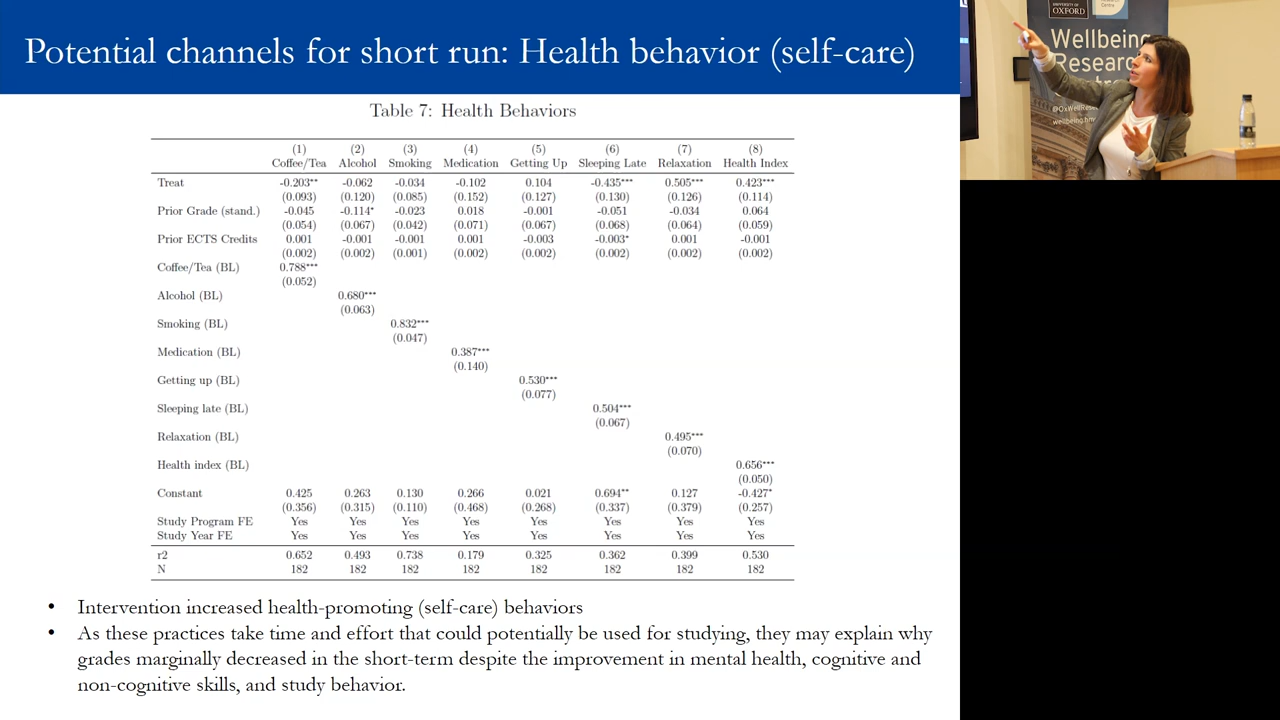 Potential channels for short run: Health behavior (self-care)
Table 7: Health Behaviors
(1) (2) (3) (4) (5) (6) (7) (8)
Coffee/Tea Alcohol Smoking Medication Getting Up Sleeping Late Relaxation Health Index
Treat -0.203** -0.062 -0.034 -0.102 0.104 -0.435*** 0.505*** 0.423***
(0.093) (0.120) (0.085) (0.152) (0.127) (0.130) (0.126) (0.114)
Prior Grade (stand.) -0.045 -0.114* -0.023 0.018 -0.001 -0.051 -0.034 0.064
(0.054) (0.067) (0.042) (0.071) (0.067) (0.068) (0.064) (0.059)
Prior ECTS Credits 0.001 -0.001 -0.001 0.001 -0.003 -0.003* 0.001 -0.001
(0.002) (0.002) (0.001) (0.002) (0.002) (0.002) (0.002) (0.002)
Coffee/Tea (BL) 0.788***
(0.052)
Alcohol (BL) 0.680***
(0.063)
Smoking (BL) 0.832***
(0.047)
Medication (BL) 0.387***
(0.140)
Getting up (BL) 0.530***
(0.077)
Sleeping late (BL) 0.504***
(0.067)
Relaxation (BL) 0.495***
(0.070)
Health index (BL) 0.656***
(0.050)
Constant 0.425 0.263 0.130 0.266 0.021 0.694** 0.127 -0.427*
(0.356) (0.315) (0.110) (0.468) (0.268) (0.337) (0.379) (0.257)
Study Program FE Yes Yes Yes Yes Yes Yes Yes Yes
Study Year FE Yes Yes Yes Yes Yes Yes Yes Yes
r2 0.652 0.493 0.738 0.179 0.325 0.362 0.399 0.530
N 182 182 182 182 182 182 182 182
• Intervention increased health-promoting (self-care) behaviors
• As these practices take time and effort that could potentially be used for studying, they may explain why
grades marginally decreased in the short-term despite the improvement in mental health, cognitive and
non-cognitive skills, and study behavior.
UNIVERSITY OF
OXFORD
Centre
Wellbeing
Research